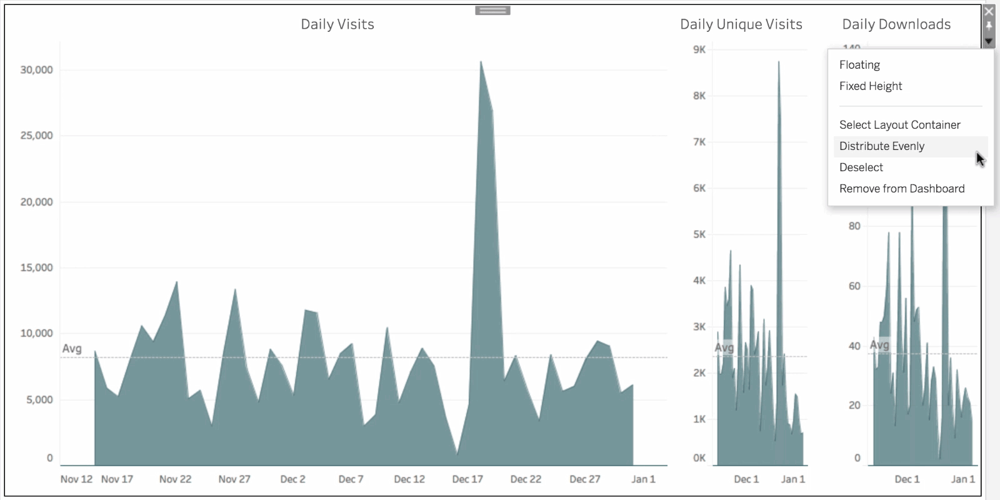 Daily Visits
Daily Unique Visits
Daily Downloads
30,000
25,000
20,000
15,000
10,000
5,000
0
Avg
Nov 12 Nov 17 Nov 22 Nov 27 Dec 2 Dec 7 Dec 12 Dec 17 Dec 22 Dec 27 Jan 1
9K
8K
7K
6K
5K
4K
3K
2K
1K
0K
Avg
Dec 1 Jan 1
140
80
60
40
20
0
Avg
Dec 1 Jan 1
Floating
Fixed Height
Select Layout Container
Distribute Evenly
Deselect
Remove from Dashboard